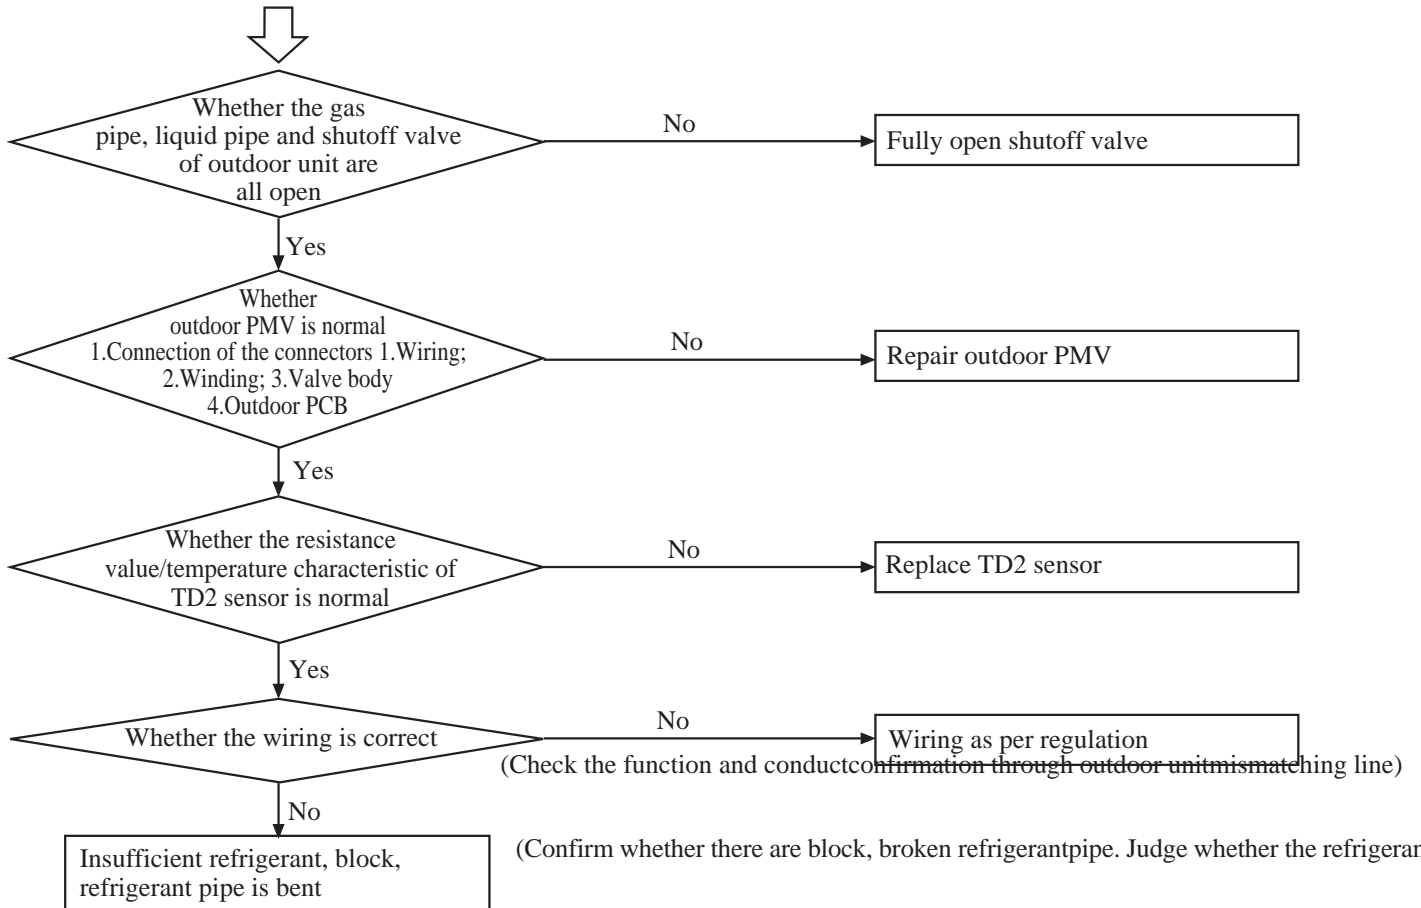 Whether the gas
pipe, liquid pipe and shutoff valve
of outdoor unit are
all open
No
Fully open shutoff valve
Yes
Whether
outdoor PMV is normal
1.Connection of the connectors 1.Wiring;
2.Winding; 3.Valve body
4.Outdoor PCB
No
Repair outdoor PMV
Yes
Whether the resistance
value/temperature characteristic of
TD2 sensor is normal
No
Replace TD2 sensor
Yes
Whether the wiring is correct
No
Wiring as per regulation
(Check the function and conductconfirmation through outdoor unitmismatching line)
No
Insufficient refrigerant, block,
refrigerant pipe is bent
(Confirm whether there are block, broken refrigerantpipe. Judge whether the refrigeran